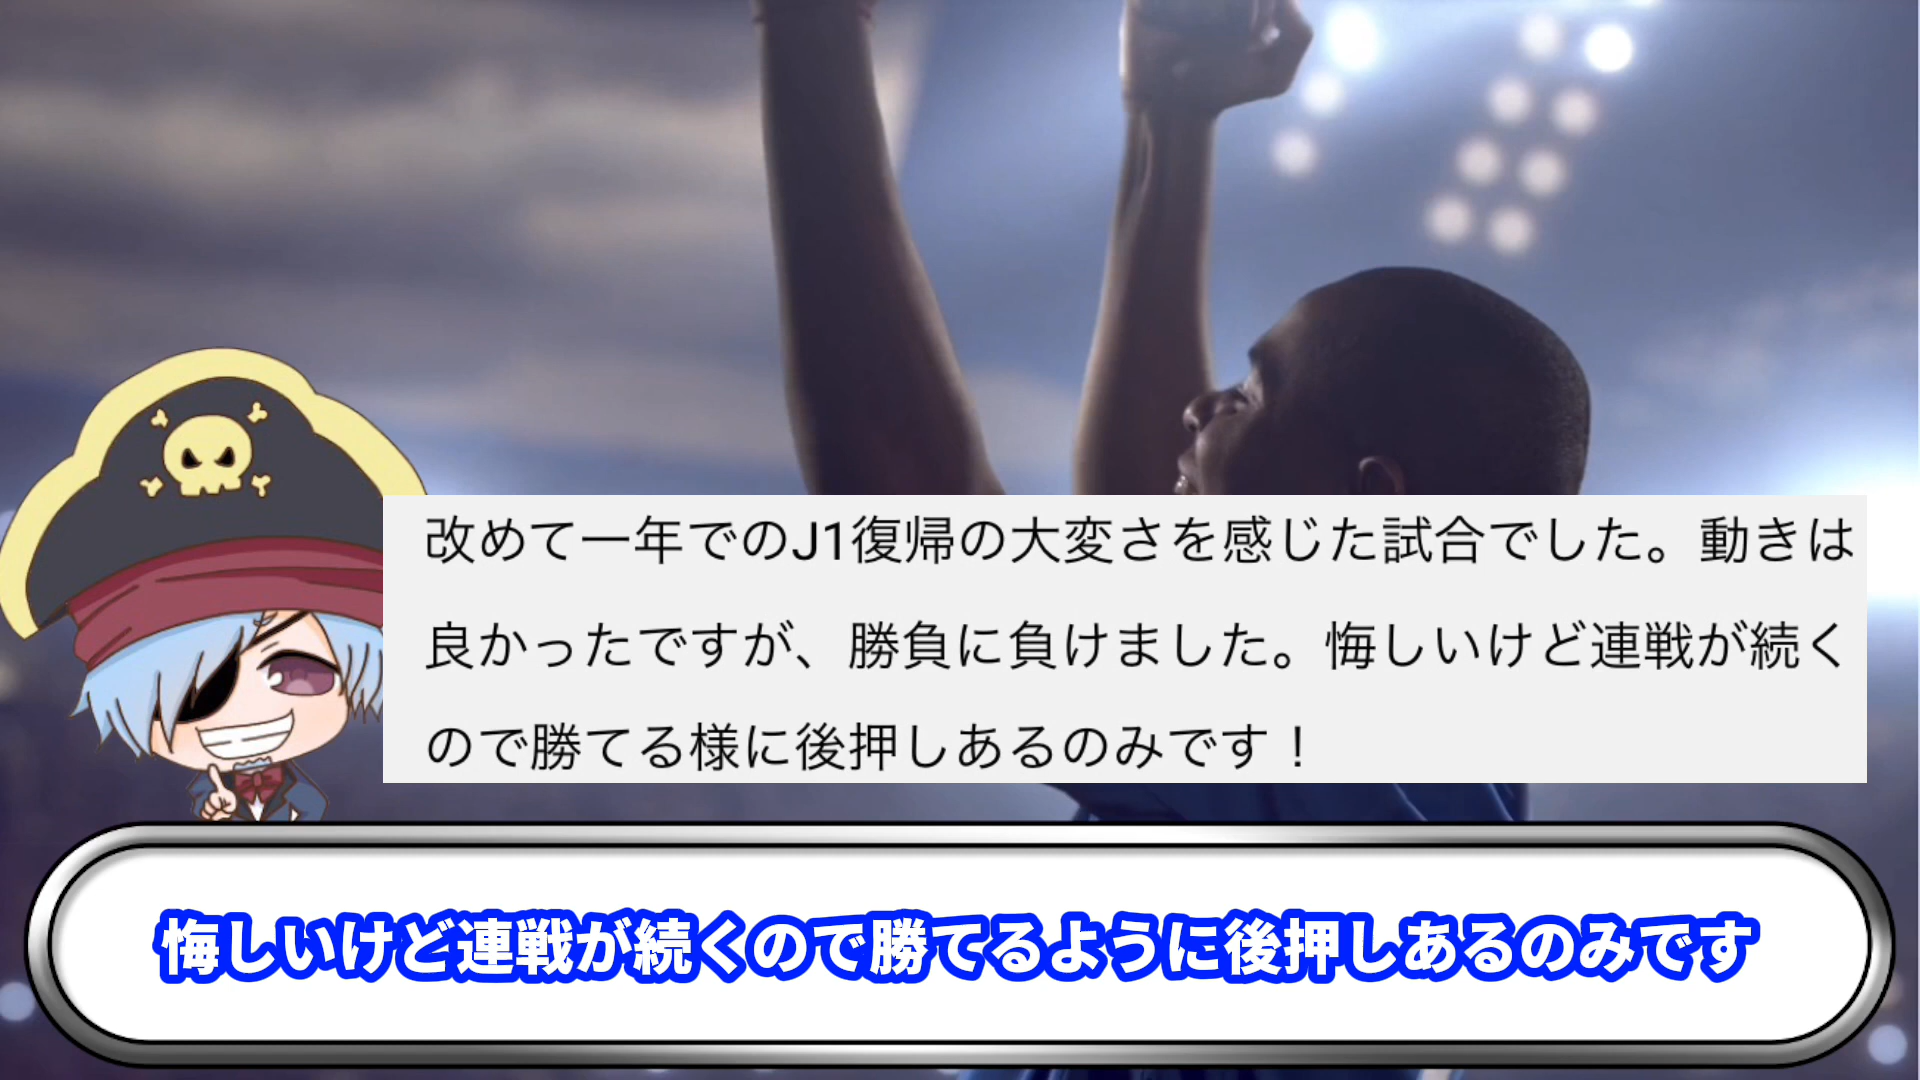 改めて一年でのJ1復帰の大変さを感じた試合でした。動きは
良かったですが、勝負に負けました。悔しいけど連戦が続く
ので勝てる様に後押しあるのみです！
悔しいけど連戦が続くので勝てるように後押しあるのみです